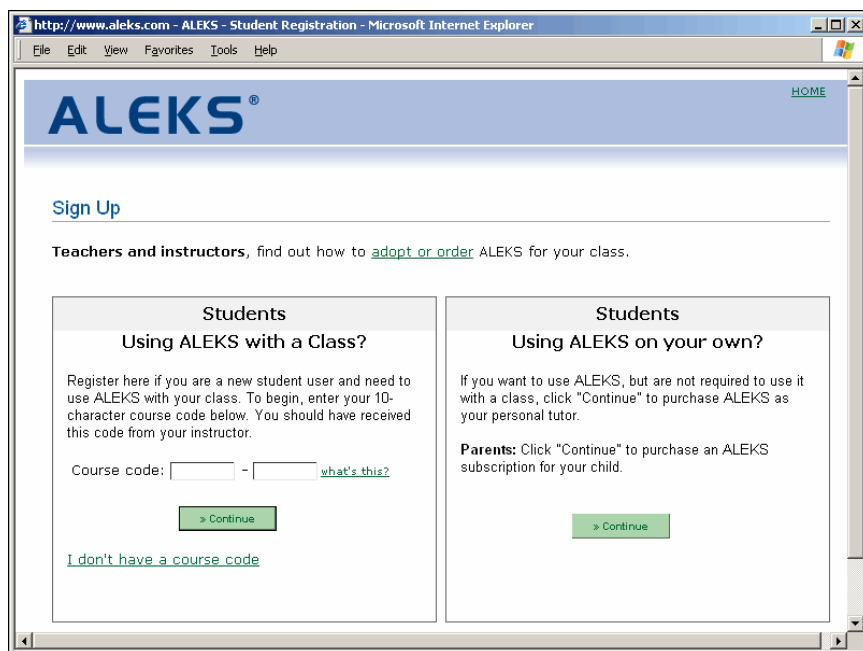 http://www.aleks.com - ALEKS - Student Registration - Microsoft Internet Explorer
File Edit View Favorites Tools Help
HOME
ALEKS®
Sign Up
Teachers and instructors, find out how to adopt or order ALEKS for your class.
Students
Using ALEKS with a Class?
Register here if you are a new student user and need to
use ALEKS with your class. To begin, enter your 10-
character course code below. You should have received
this code from your instructor.
Course code: - what's this?
» Continue
I don't have a course code
Students
Using ALEKS on your own?
If you want to use ALEKS, but are not required to use it
with a class, click "Continue" to purchase ALEKS as
your personal tutor.
Parents: Click "Continue" to purchase an ALEKS
subscription for your child.
» Continue